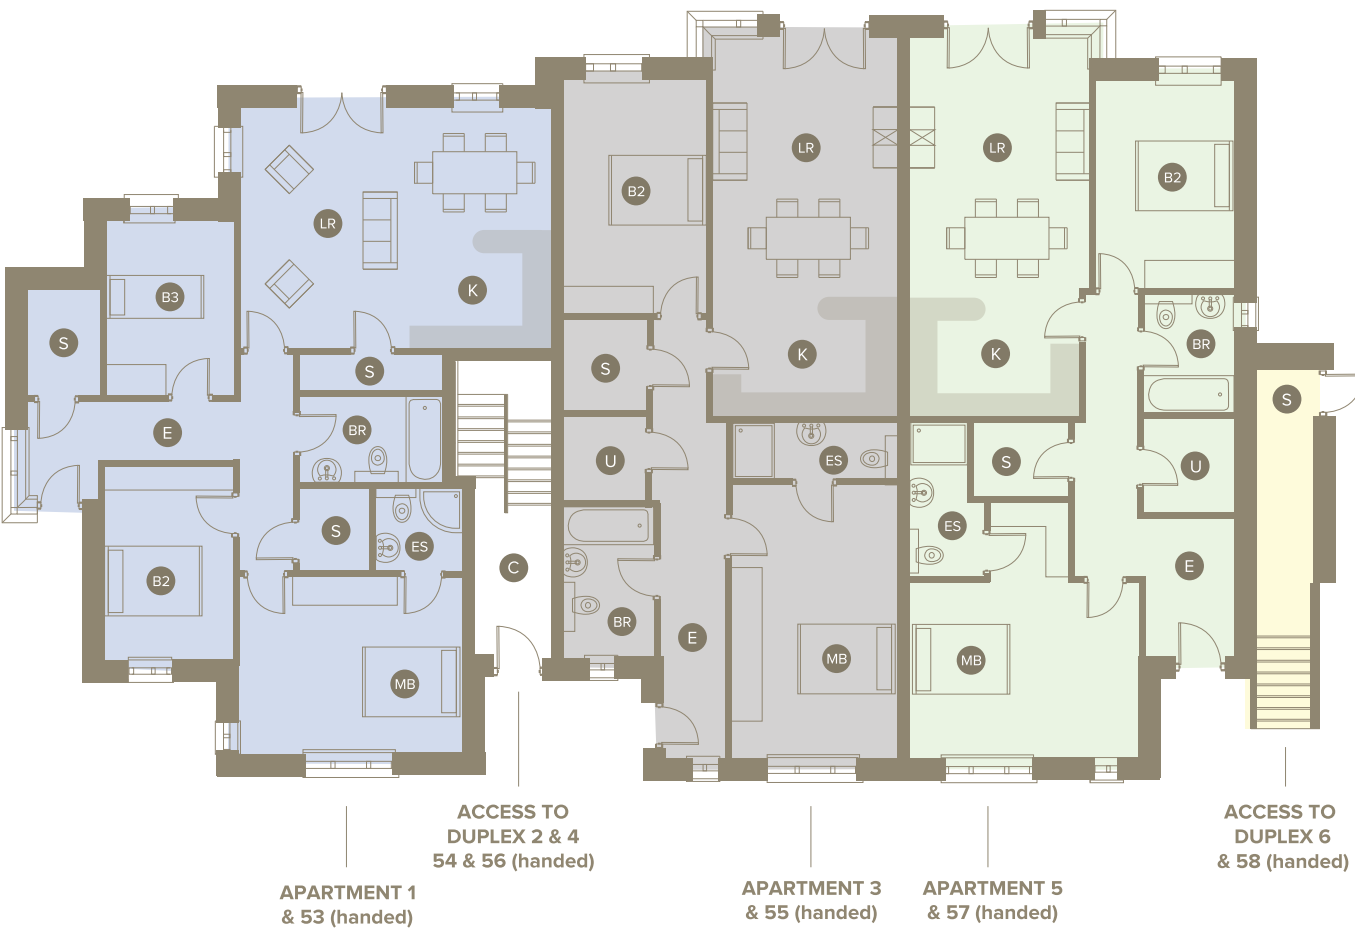 LR
LR
LR
B2
B2
LR
B3
K
S
K
K
BR
S
S
S
E
BR
U
ES
S
U
S
ES
ES
C
E
B2
BR
E
MB
MB
MB
ACCESS TO
DUPLEX 2 & 4
54 & 56 (handed)
ACCESS TO
DUPLEX 6
& 58 (handed)
APARTMENT 1
& 53 (handed)
APARTMENT 3
& 55 (handed)
APARTMENT 5
& 57 (handed)